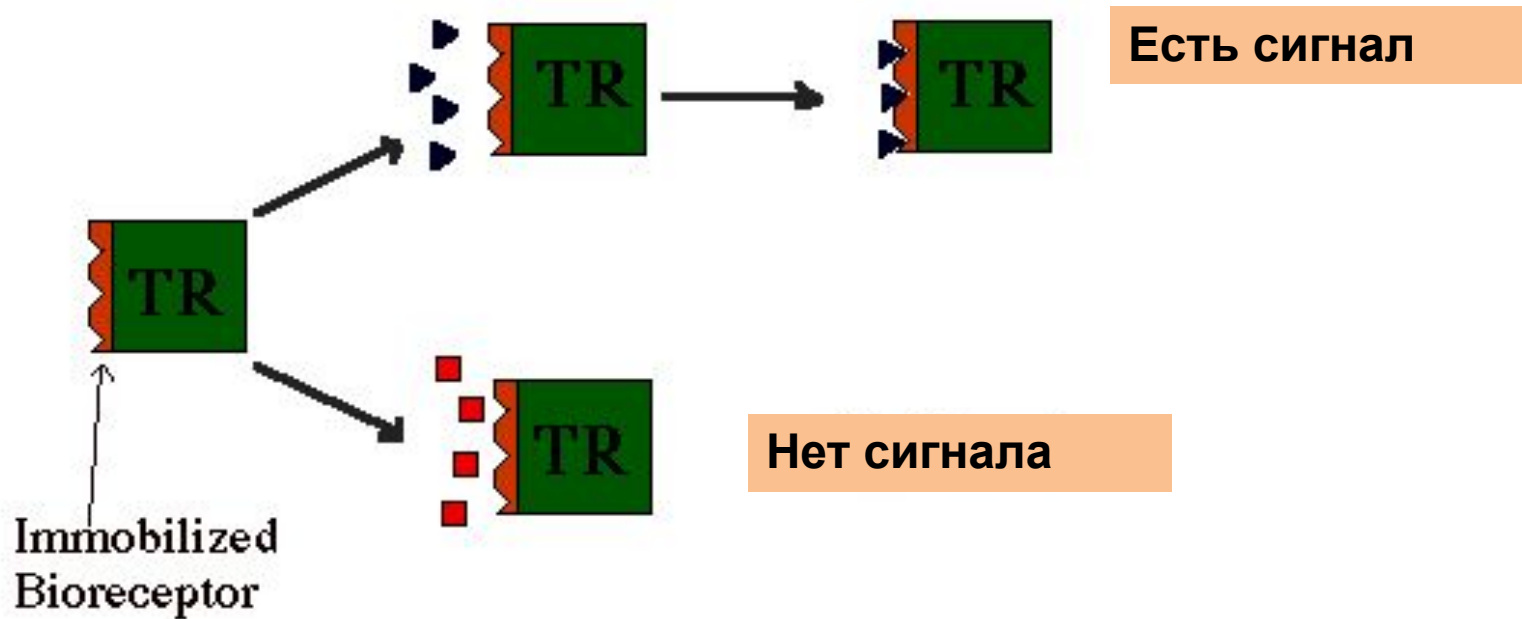 TR
TR
Есть сигнал
TR
TR
Нет сигнала
Immobilized
Bioreceptor